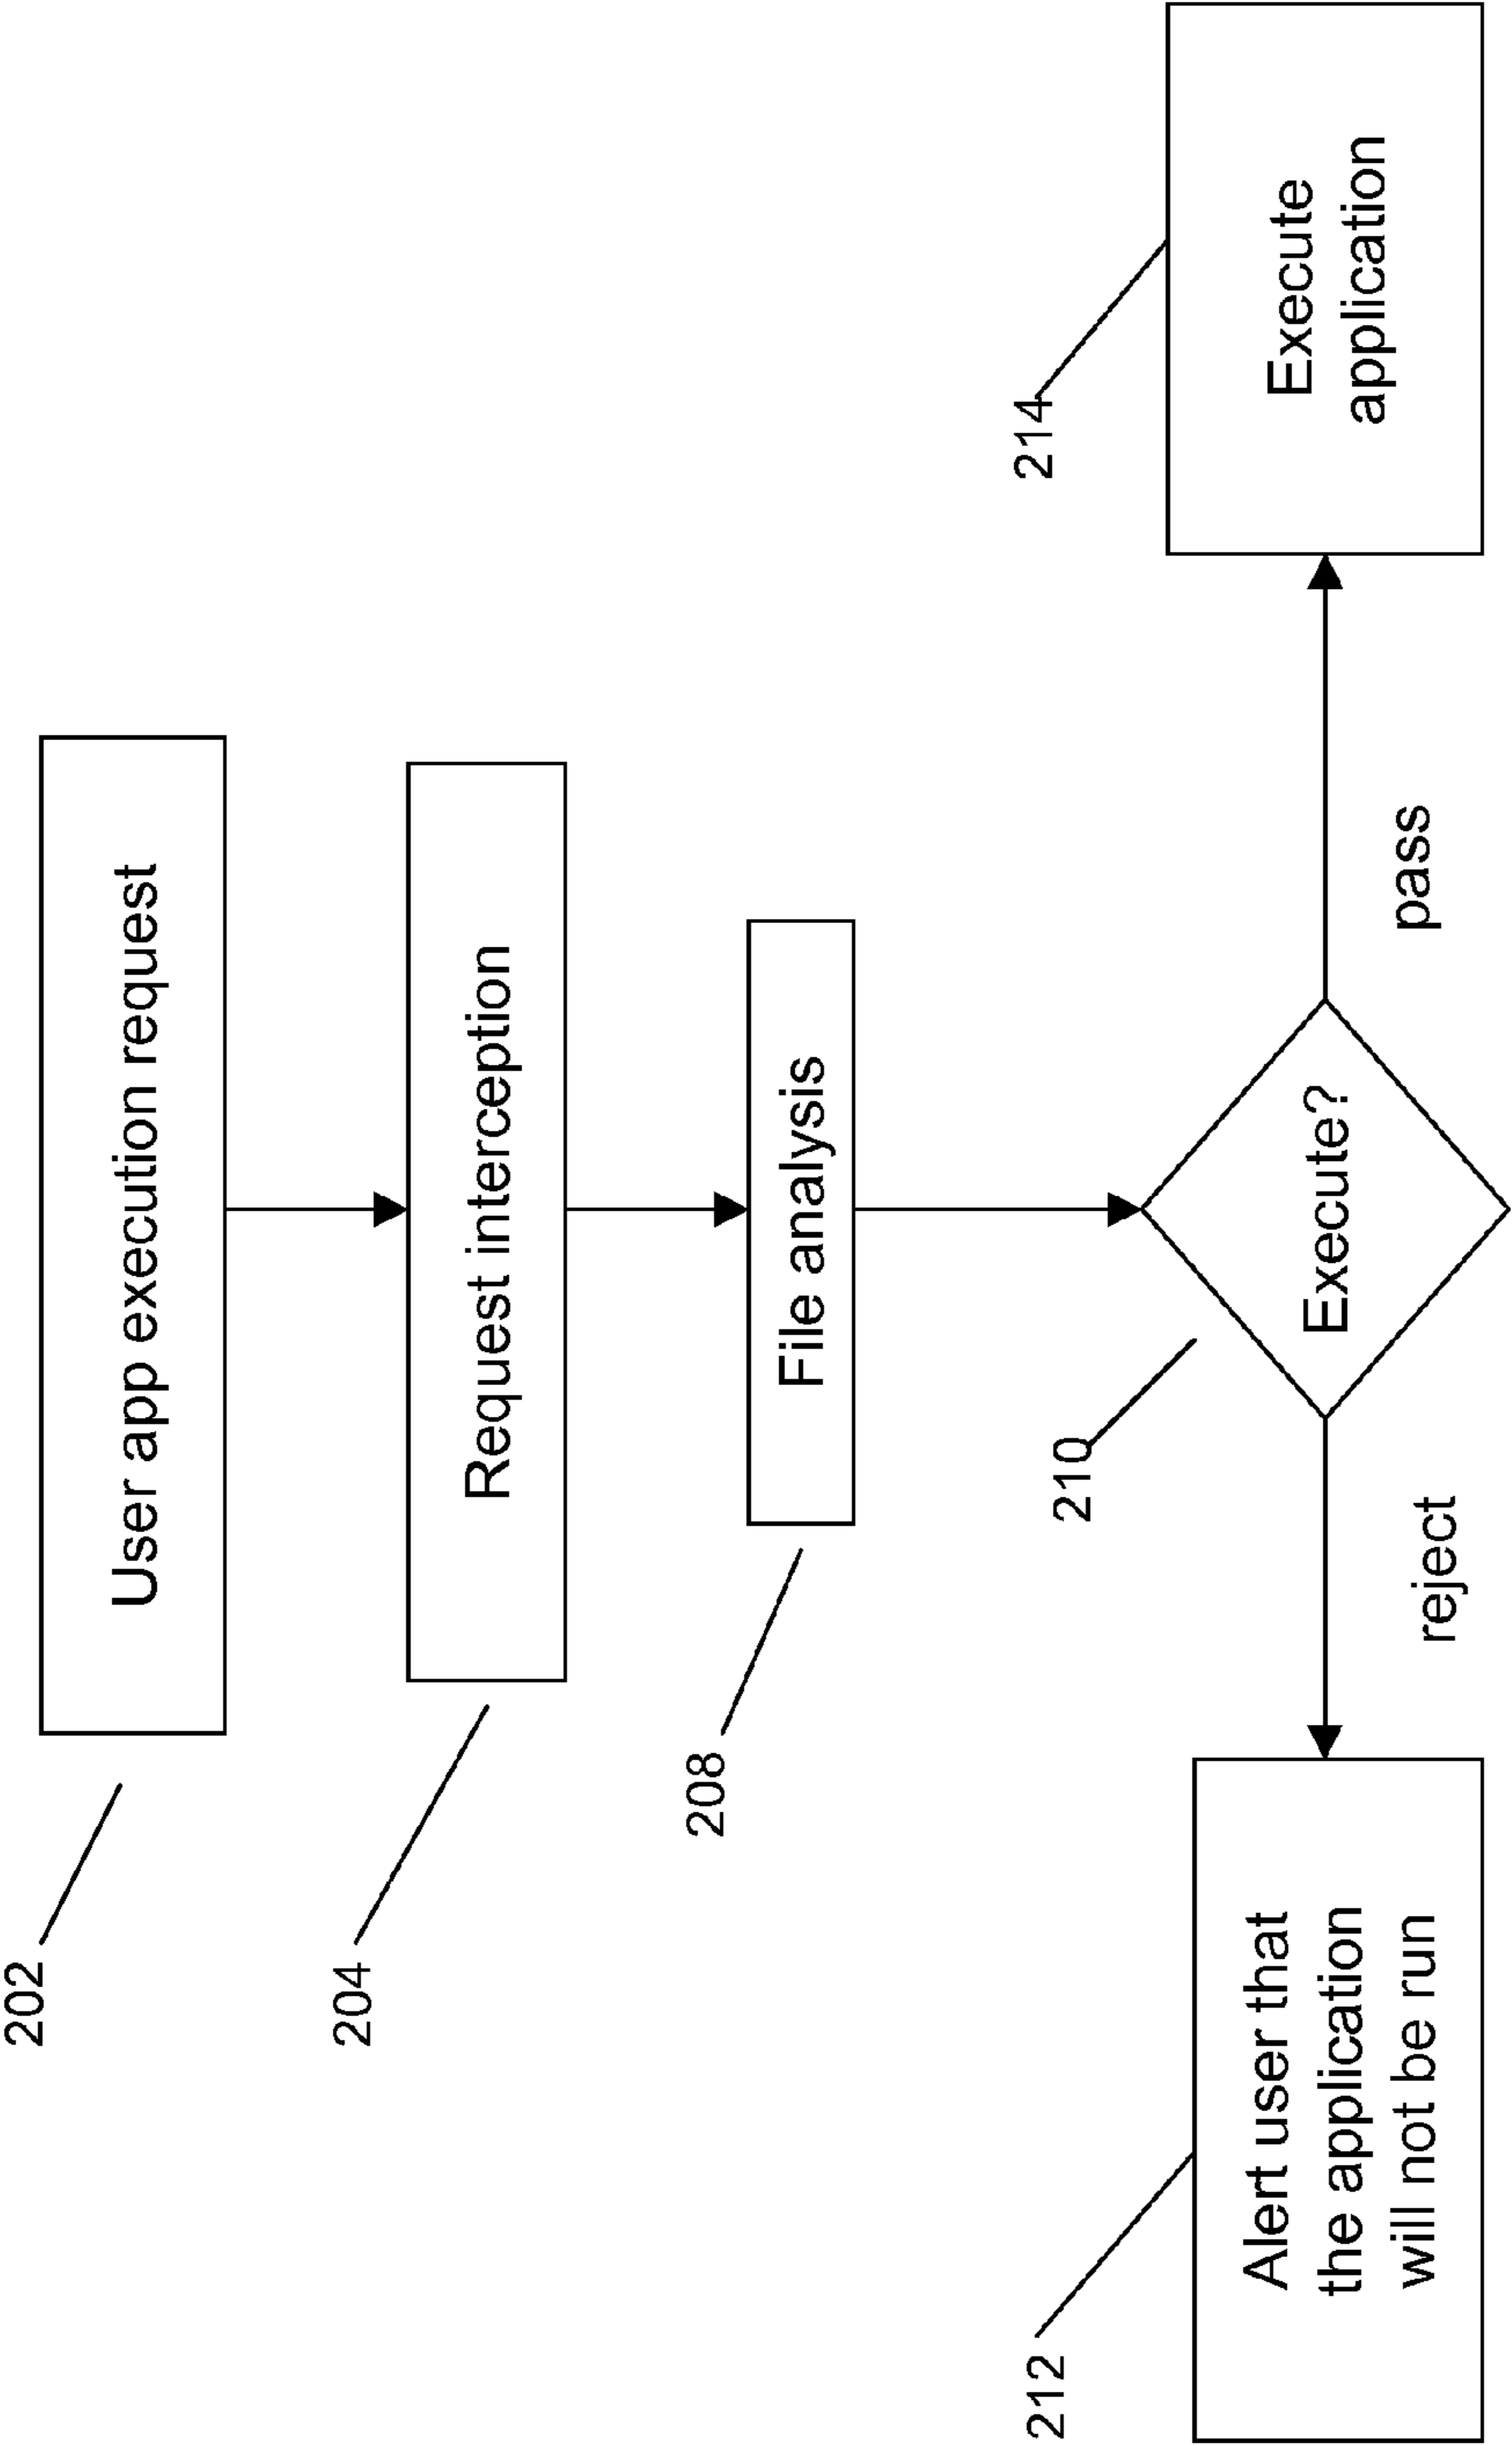 202
User app execution request
204
Request interception
208
File analysis
210
Execute?
reject
pass
212
Alert user that
the application
will not be run
214
Execute
application